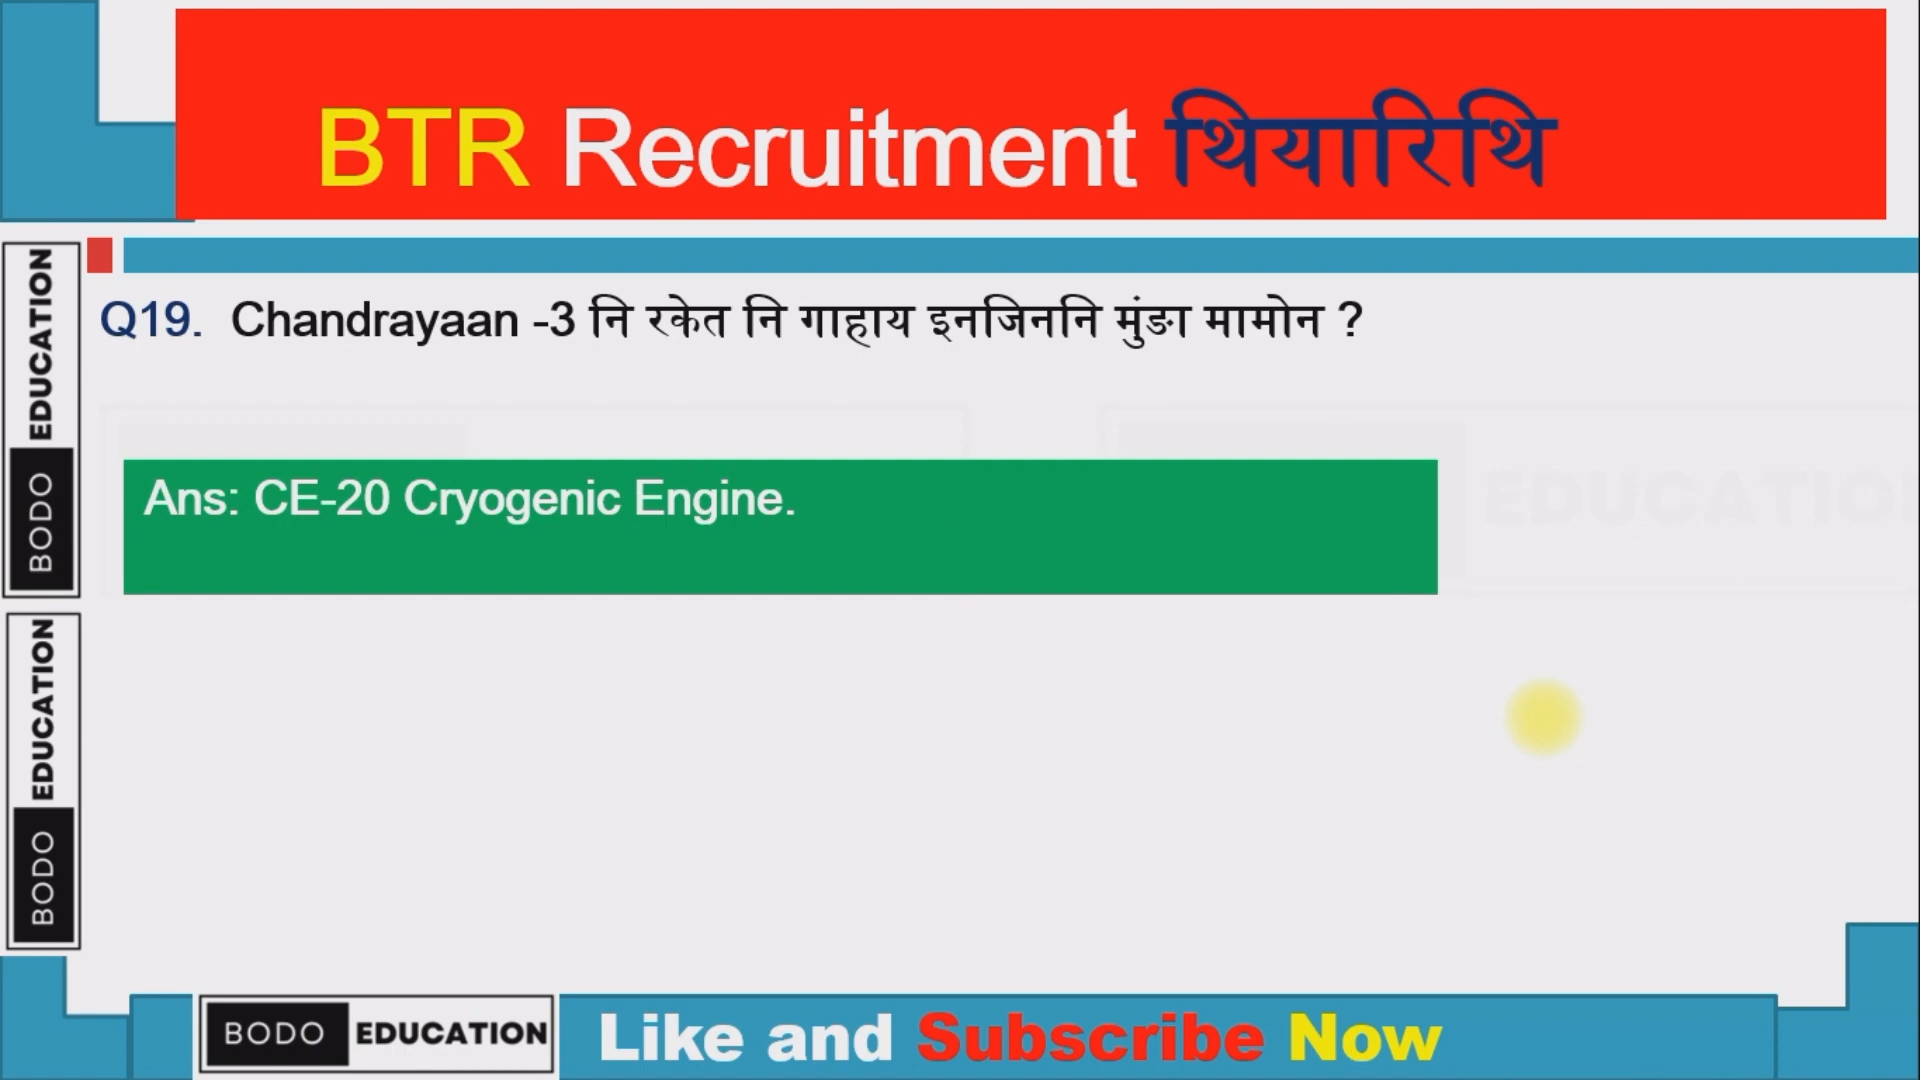 BTR Recruitment थियारिथि
BODO EDUCATION
Q19. Chandrayaan -3 नि रकेत नि गाहाय इनजिननि मुंङा मामोन ?
Ans: CE-20 Cryogenic Engine.
EDUCATIO
BODO EDUCATION
BODO EDUCATION
Like and Subscribe Now